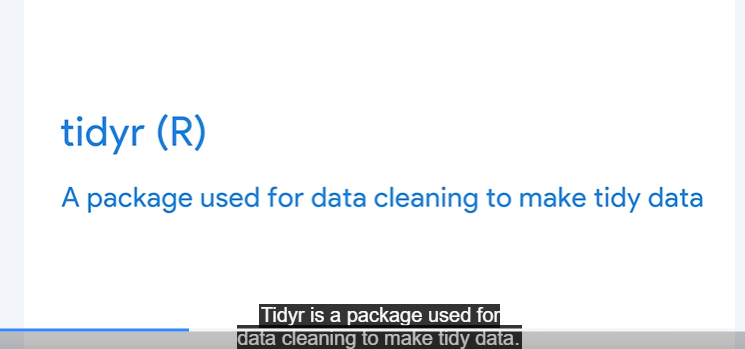 tidyr (R)
A package used for data cleaning to make tidy data
Tidyr is a package used for
data cleaning to make tidy data.